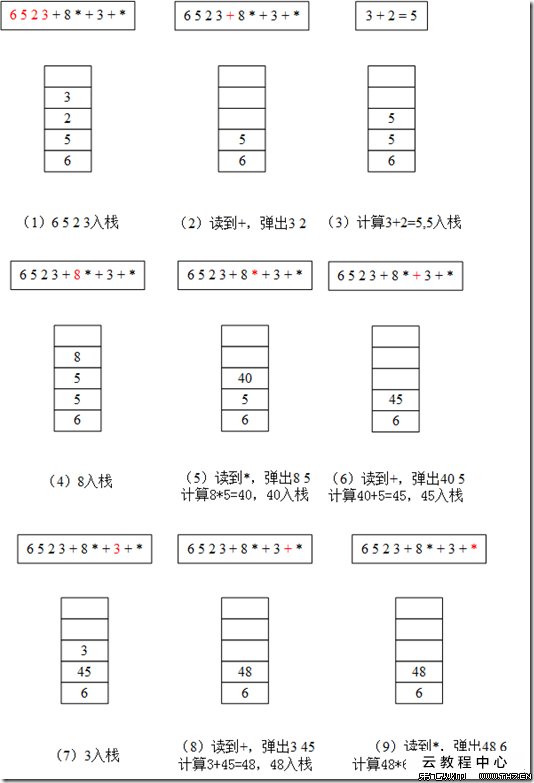 6 5 2 3 + 8 * + 3 + *
6 5 2 3 + 8 * + 3 + *
3 + 2 = 5
3
2
5
6
5
6
5
5
6
（1）6 5 2 3入栈
（2）读到+，弹出3 2
（3）计算3+2=5,5入栈
6 5 2 3 + 8 * + 3 + *
6 5 2 3 + 8 * + 3 + *
6 5 2 3 + 8 * + 3 + *
8
5
5
6
40
5
6
45
6
（4）8入栈
（5）读到*，弹出8 5
计算8*5=40，40入栈
（6）读到+，弹出40 5
计算40+5=45，45入栈
6 5 2 3 + 8 * + 3 + *
6 5 2 3 + 8 * + 3 + *
6 5 2 3 + 8 * + 3 + *
3
45
6
48
6
48
6
（7）3入栈
（8）读到+，弹出3 45
计算3+45=48，48入栈
（9）读到*，弹出48 6
计算48*6
云教程中心